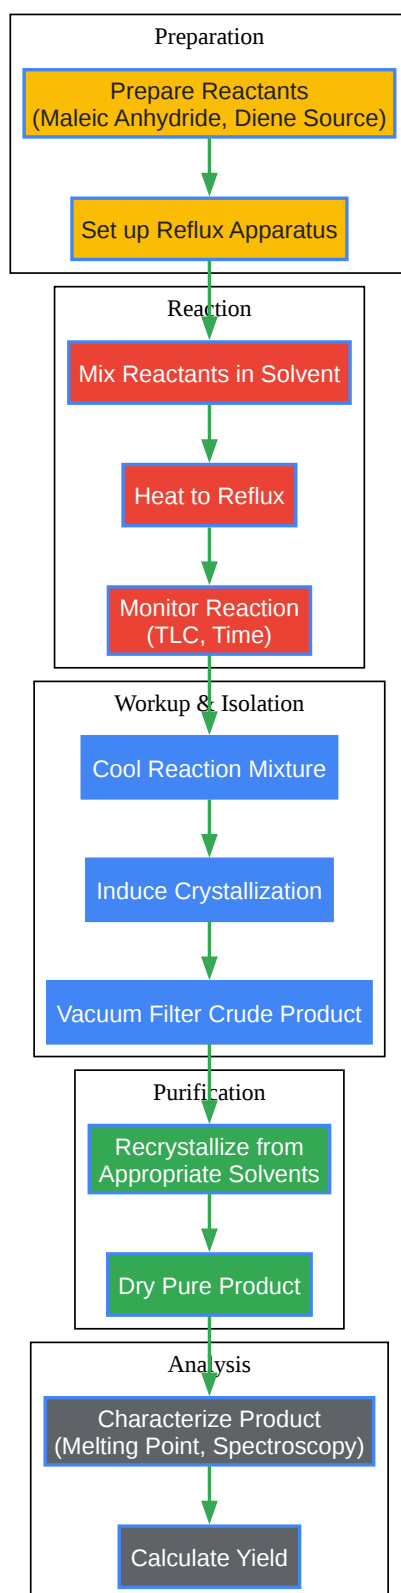 Preparation
Prepare Reactants
(Maleic Anhydride, Diene Source)
Set up Reflux Apparatus
Reaction
Mix Reactants in Solvent
Heat to Reflux
Monitor Reaction
(TLC, Time)
Workup & Isolation
Cool Reaction Mixture
Induce Crystallization
Vacuum Filter Crude Product
Purification
Recrystallize from
Appropriate Solvents
Dry Pure Product
Analysis
Characterize Product
(Melting Point, Spectroscopy)
Calculate Yield